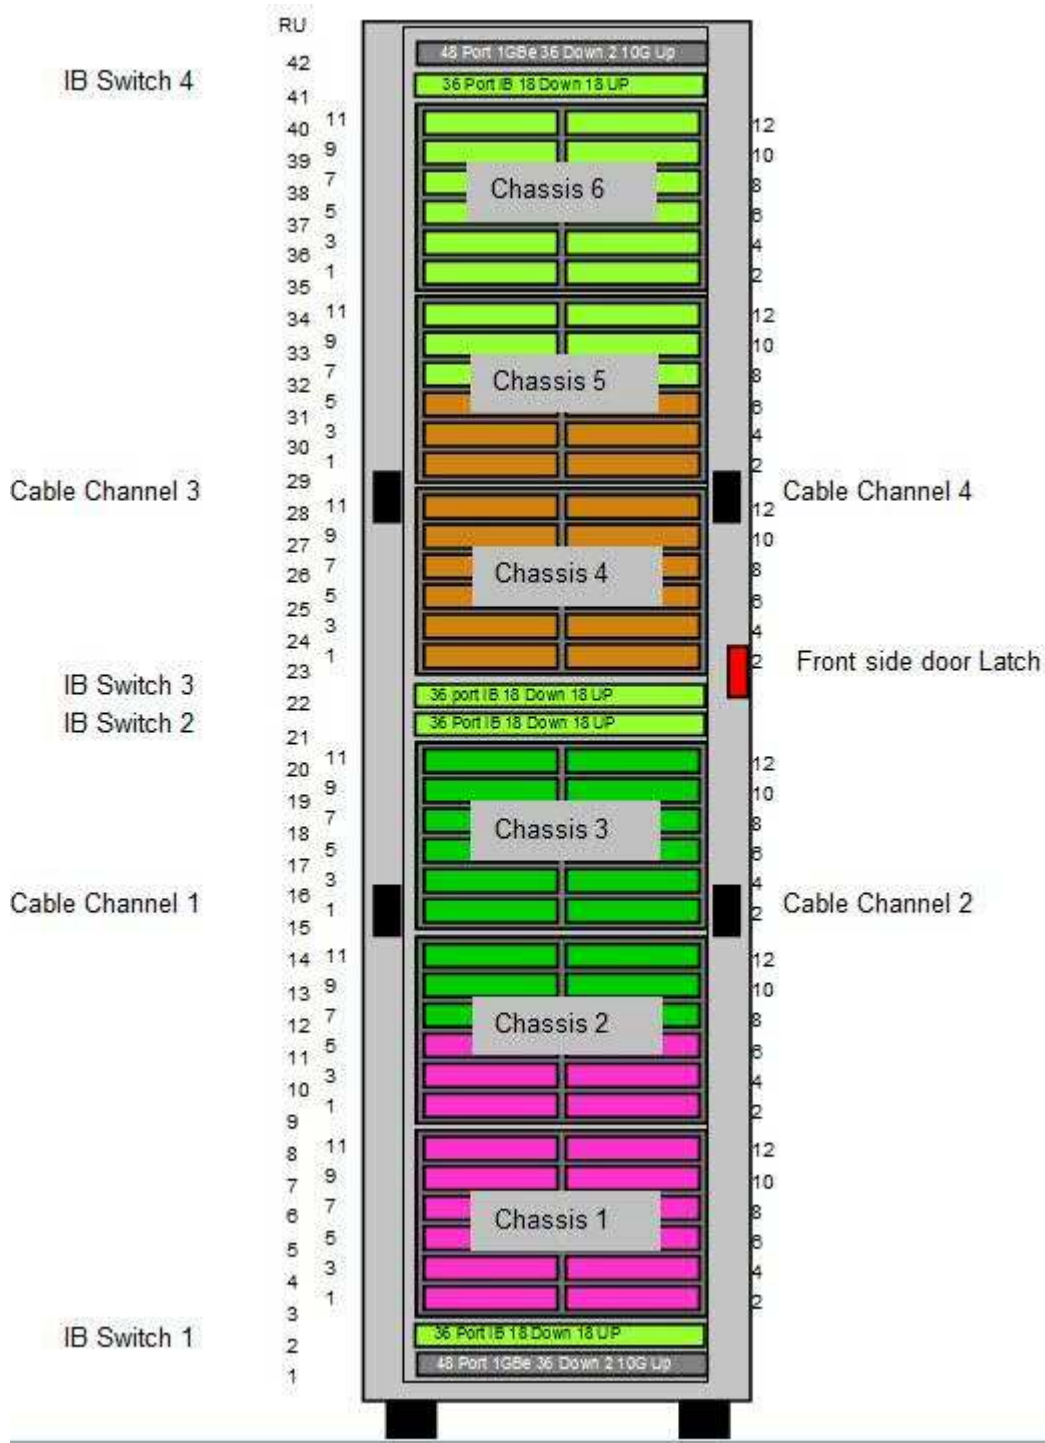 RU
48 Port 1GBe 36 Down 2 10G Up
42
IB Switch 4
36 Port IB 18 Down 18 UP
41
40 11 12
39 9 10
38 7 8
Chassis 6
37 5 6
36 3 4
35 1 2
34 11 12
33 9 10
32 7 8
Chassis 5
31 5 6
30 3 4
29 1 2
Cable Channel 3 Cable Channel 4
28 11 12
27 9 10
26 7 8
Chassis 4
25 5 6
24 3 4
23 1 2
Front side door Latch
IB Switch 3
36 port IB 18 Down 18 UP
22
IB Switch 2
36 Port IB 18 Down 18 UP
21
20 11 12
19 9 10
18 7 8
Chassis 3
17 5 6
16 3 4
Cable Channel 1 Cable Channel 2
15 1 2
14 11 12
13 9 10
12 7 8
Chassis 2
11 5 6
10 3 4
9 1 2
8 11 12
7 9 10
6 7 8
Chassis 1
5 5 6
4 3 4
3 1 2
IB Switch 1
36 Port IB 18 Down 18 UP
2
48 Port 1GBe 36 Down 2 10G Up
1